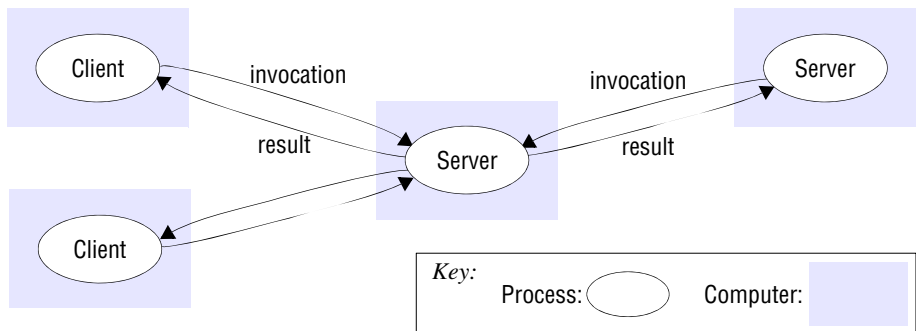 Client
invocation
result
Server
invocation
result
Server
Client
Key:
Process:
Computer: